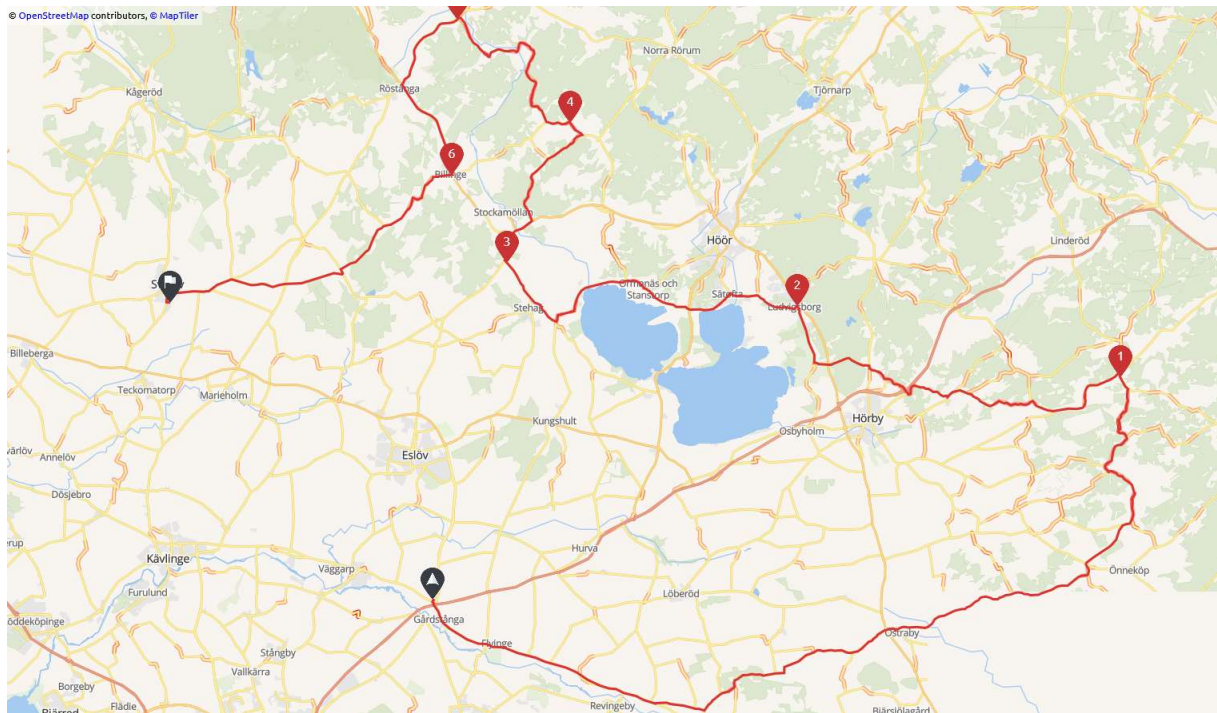 © OpenStreetMap contributors, © MapTiler
Norra Rörum
Kågeröd
Röstånga
Tjörnarp
4
6
Billinge
Stockamöllan
3
Höör
Linderöd
2
Ormanäs och
Stanstorp
Sätofta
Ludvigsborg
Stehag
Billeberga
1
Teckomatorp
Marieholm
Kungshult
Hörby
Osbyholm
Eslöv
Annelöv
Dösjebro
Kävlinge
Hurva
Väggarp
Önneköp
Furulund
Löberöd
Gårdstånga
Flyinge
Östraby
Stångby
Vallkärra
Borgeby
Flädie
Revingeby
Bjärsjölagård
Bjärred